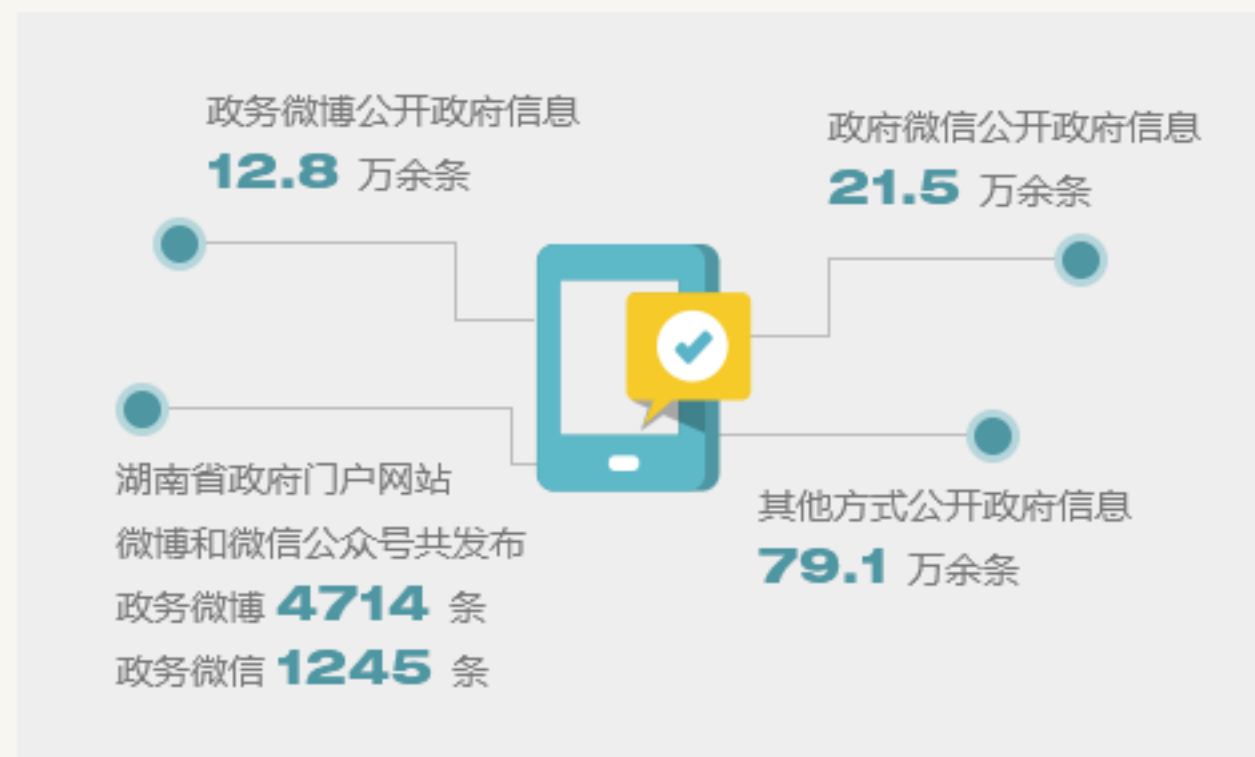 政务微博公开政府信息
12.8 万余条
政府微信公开政府信息
21.5 万余条
湖南省政府门户网站
微博和微信公众号共发布
政务微博 4714 条
政务微信 1245 条
其他方式公开政府信息
79.1 万余条